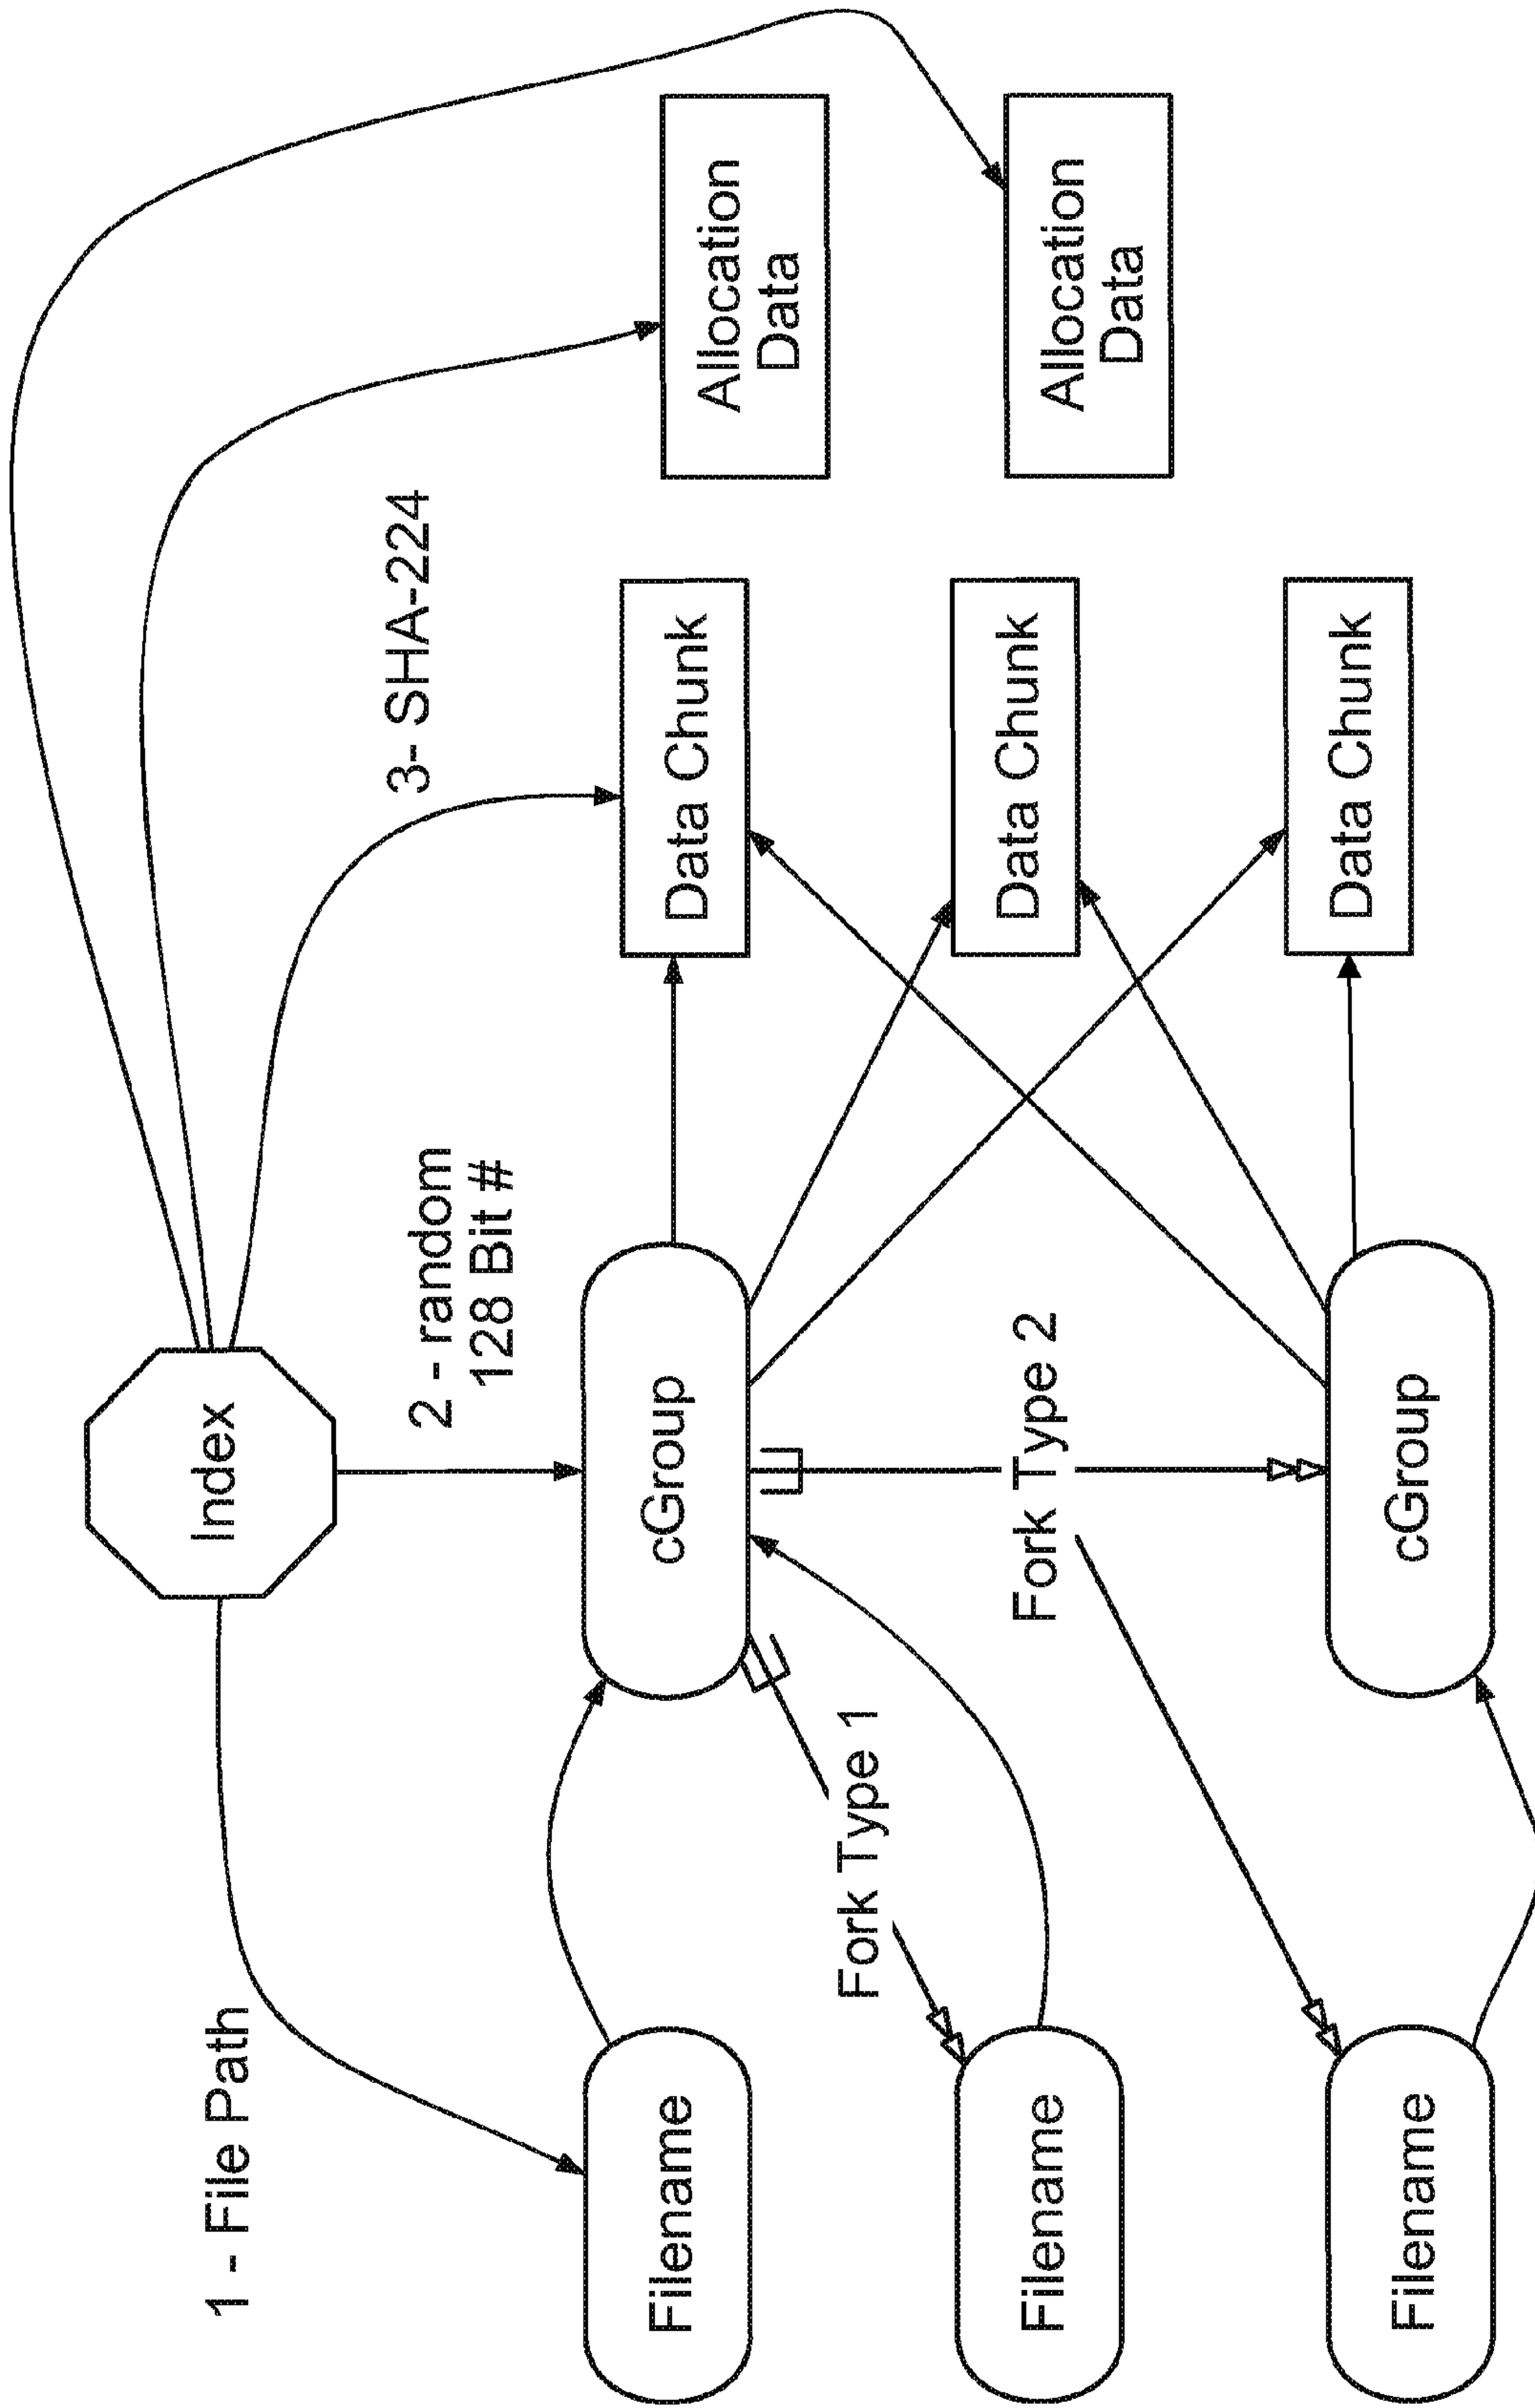 Index
1 - File Path
2 - random
128 Bit #
3- SHA-224
Filename
cGroup
Data Chunk
Allocation
Data
Fork Type 1
Filename
Fork Type 2
Data Chunk
Allocation
Data
Filename
cGroup
Data Chunk